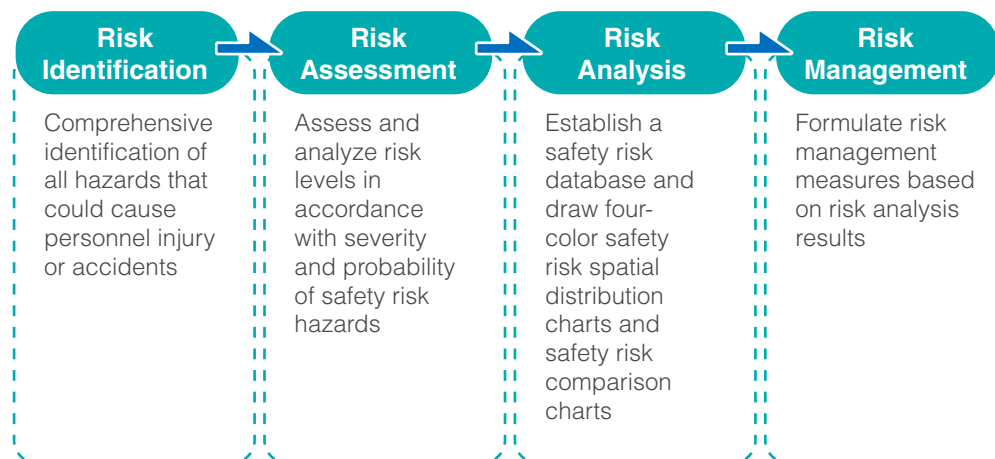 Risk
Identification
Comprehensive
identification of
all hazards that
could cause
personnel injury
or accidents
Risk
Assessment
Assess and
analyze risk
levels in
accordance
with severity
and probability
of safety risk
hazards
Risk
Analysis
Establish a
safety risk
database and
draw four-
color safety
risk spatial
distribution
charts and
safety risk
comparison
charts
Risk
Management
Formulate risk
management
measures based
on risk analysis
results